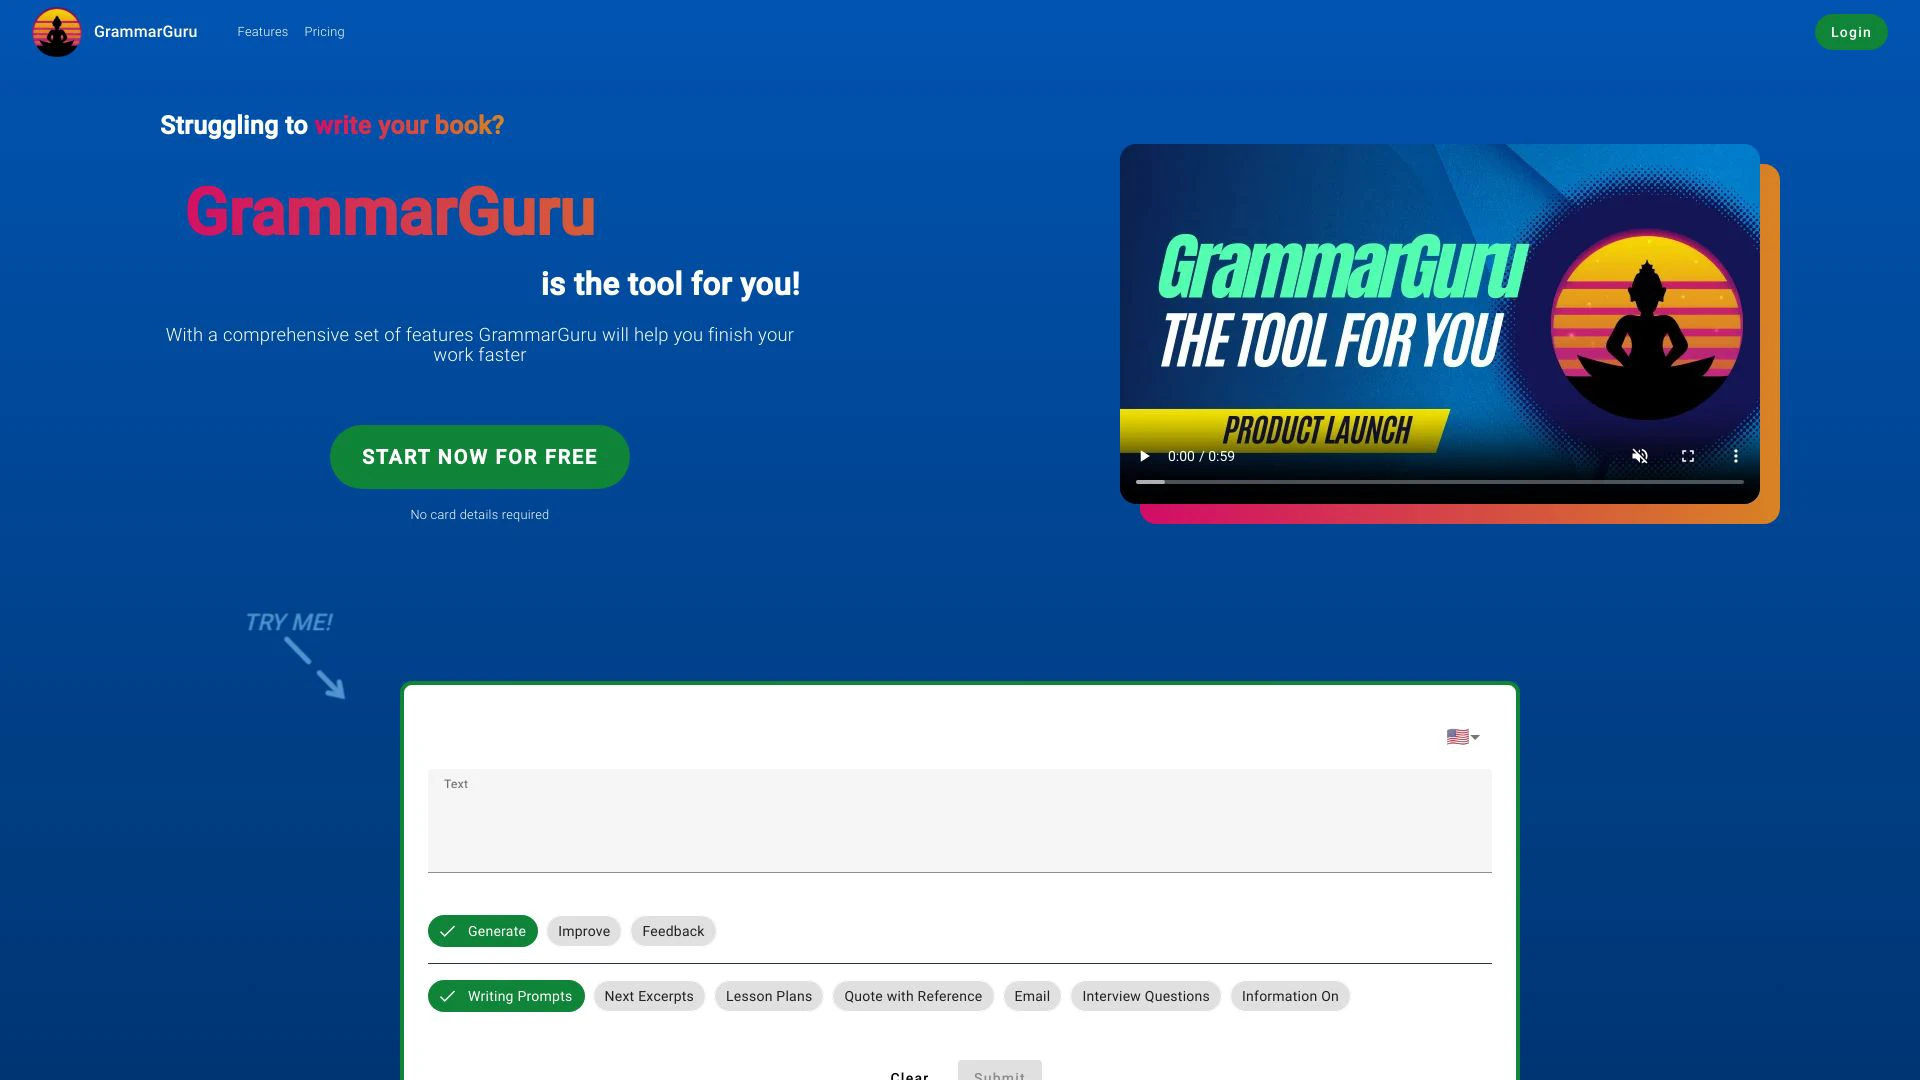 GrammarGuru
Features
Pricing
Login
Struggling to write your book?
GrammarGuru
is the tool for you!
With a comprehensive set of features GrammarGuru will help you finish your
work faster
START NOW FOR FREE
No card details required
GrammarGuru
THE TOOL FOR YOU
PRODUCT LAUNCH
0:00 / 0:59
TRY ME!
Text
Generate
Improve
Feedback
Writing Prompts
Next Excerpts
Lesson Plans
Quote with Reference
Email
Interview Questions
Information On
Clear
Submit